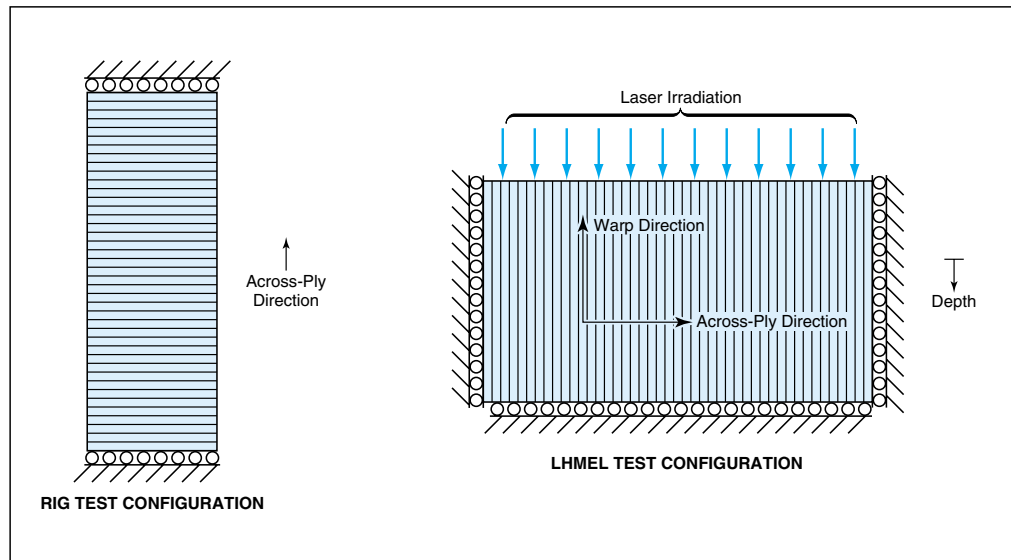 Across-Ply
Direction
RIG TEST CONFIGURATION
Laser Irradiation
Warp Direction
Across-Ply Direction
Depth
LHMEL TEST CONFIGURATION